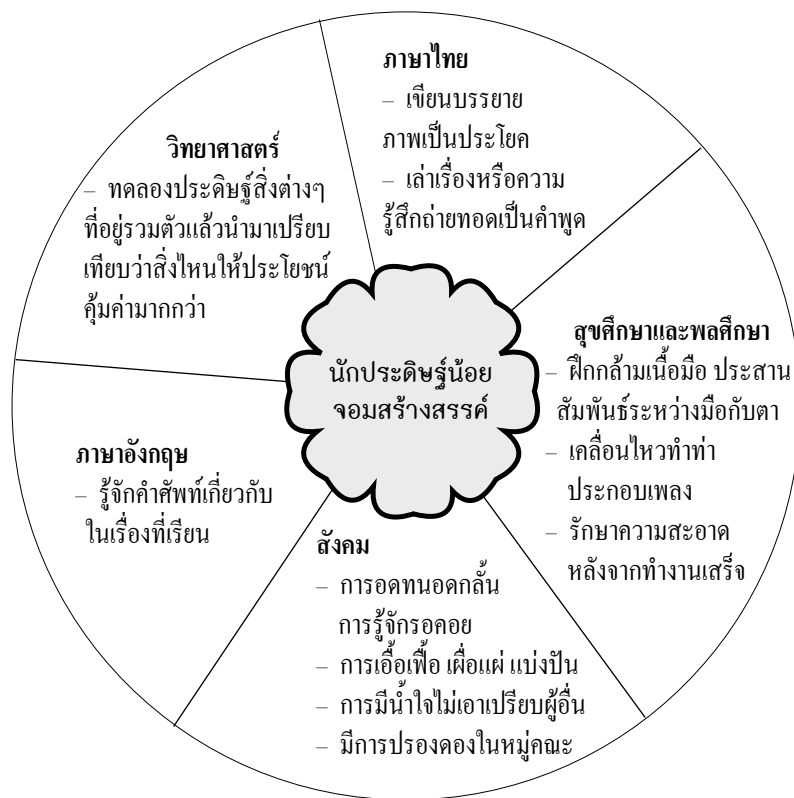 ภาษาไทย
– เขียนบรรยาย
ภาพเป็นประโยค
– เล่าเรื่องหรือความ
รู้สึกถ่ายทอดเป็นคำพูด
วิทยาศาสตร์
– ทดลองประดิษฐ์สิ่งต่างๆ
ที่อยู่รวมตัวแล้วนำมาเปรียบ
เทียบว่าสิ่งไหนให้ประโยชน์
คุ้มค่ามากกว่า
สุขศึกษาและพลศึกษา
– ฝึกกล้ามเนื้อมือ ประสาน
สัมพันธ์ระหว่างมือกับตา
– เคลื่อนไหวทำท่า
ประกอบเพลง
– รักษาความสะอาด
หลังจากทำงานเสร็จ
นักประดิษฐ์น้อย
จอมสร้างสรรค์
ภาษาอังกฤษ
– รู้จักคำศัพท์เกี่ยวกับ
ในเรื่องที่เรียน
สังคม
– การอดทนอดกลั้น
การรู้จักรอคอย
– การเอื้อเฟื้อ เผื่อแผ่ แบ่งปัน
– การมีน้ำใจไม่เอาเปรียบผู้อื่น
– มีการปรองดองในหมู่คณะ